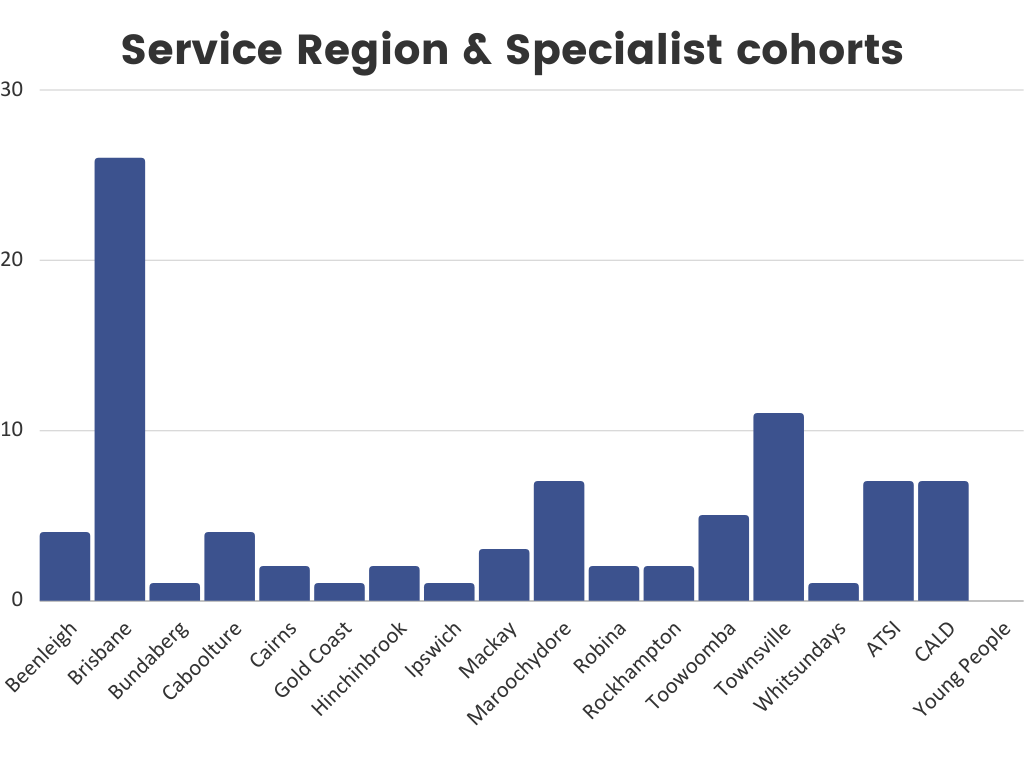 Service Region & Specialist cohorts
30
20
10
0
Beenleigh
Brisbane
Bundaberg
Caboolture
Cairns
Gold Coast
Hinchinbrook
Ipswich
Mackay
Maroochydore
Robina
Rockhampton
Toowoomba
Townsville
Whitsundays
ATSI
CALD
Young People